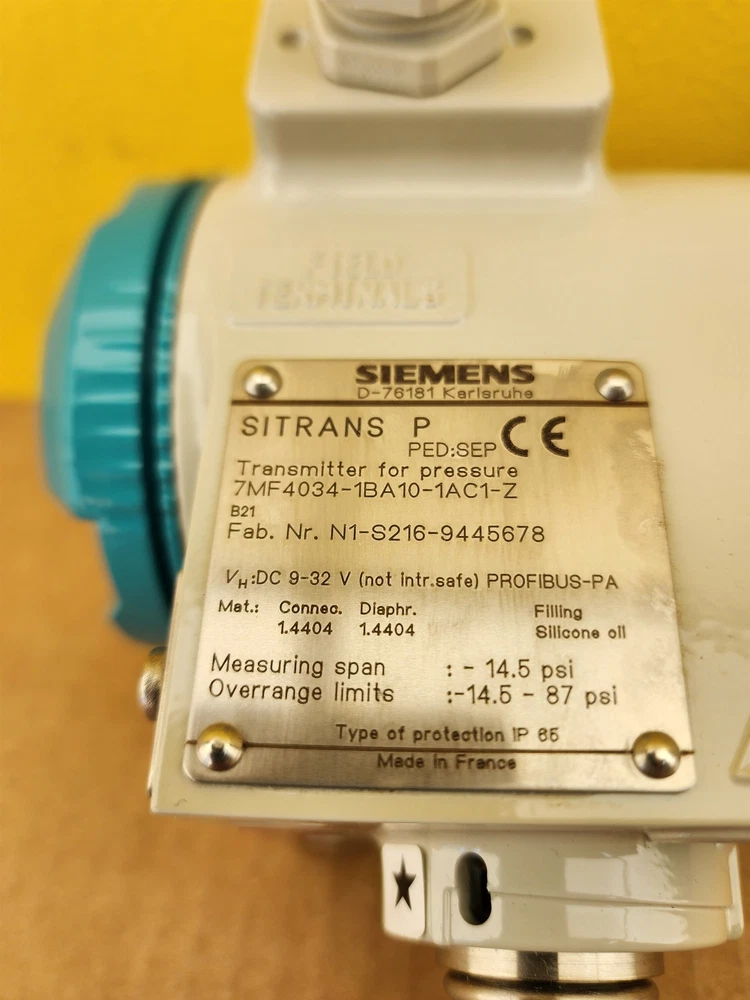 FIELD
TERMINALS
SIEMENS
D-76181 Karlsruhe
SITRANS P
PED:SEP CE
Transmitter for pressure
7MF4034-1BA10-1AC1-Z
B21
Fab. Nr. N1-S216-9445678
VH:DC 9-32 V (not intr.safe) PROFIBUS-PA
Mat.: Connec. Diaphr. Filling
1.4404 1.4404 Silicone oil
Measuring span : - 14.5 psi
Overrange limits :-14.5 - 87 psi
Type of protection IP 65
Made in France